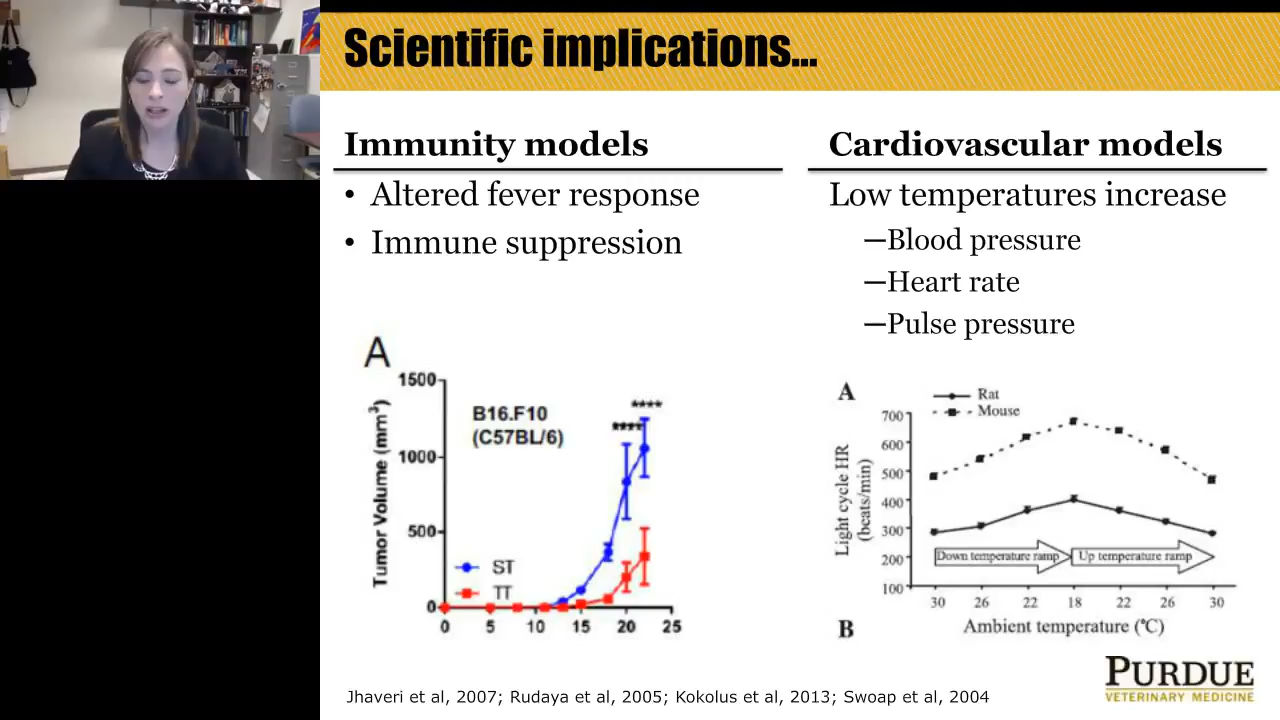 Scientific implications...
Immunity models
• Altered fever response
• Immune suppression
Cardiovascular models
Low temperatures increase
—Blood pressure
—Heart rate
—Pulse pressure
A
Tumor Volume (mm³)
1500
1000
500
0
B16.F10
(C57BL/6)
****
****
ST
TT
0 5 10 15 20 25
A
Rat
Mouse
Light cycle HR
(beats/min)
700
600
500
400
300
200
100
Down temperature ramp
Up temperature ramp
30 26 22 18 22 26 30
Ambient temperature (°C)
B
Jhaveri et al, 2007; Rudaya et al, 2005; Kokolus et al, 2013; Swoap et al, 2004
PURDUE
VETERINARY MEDICINE